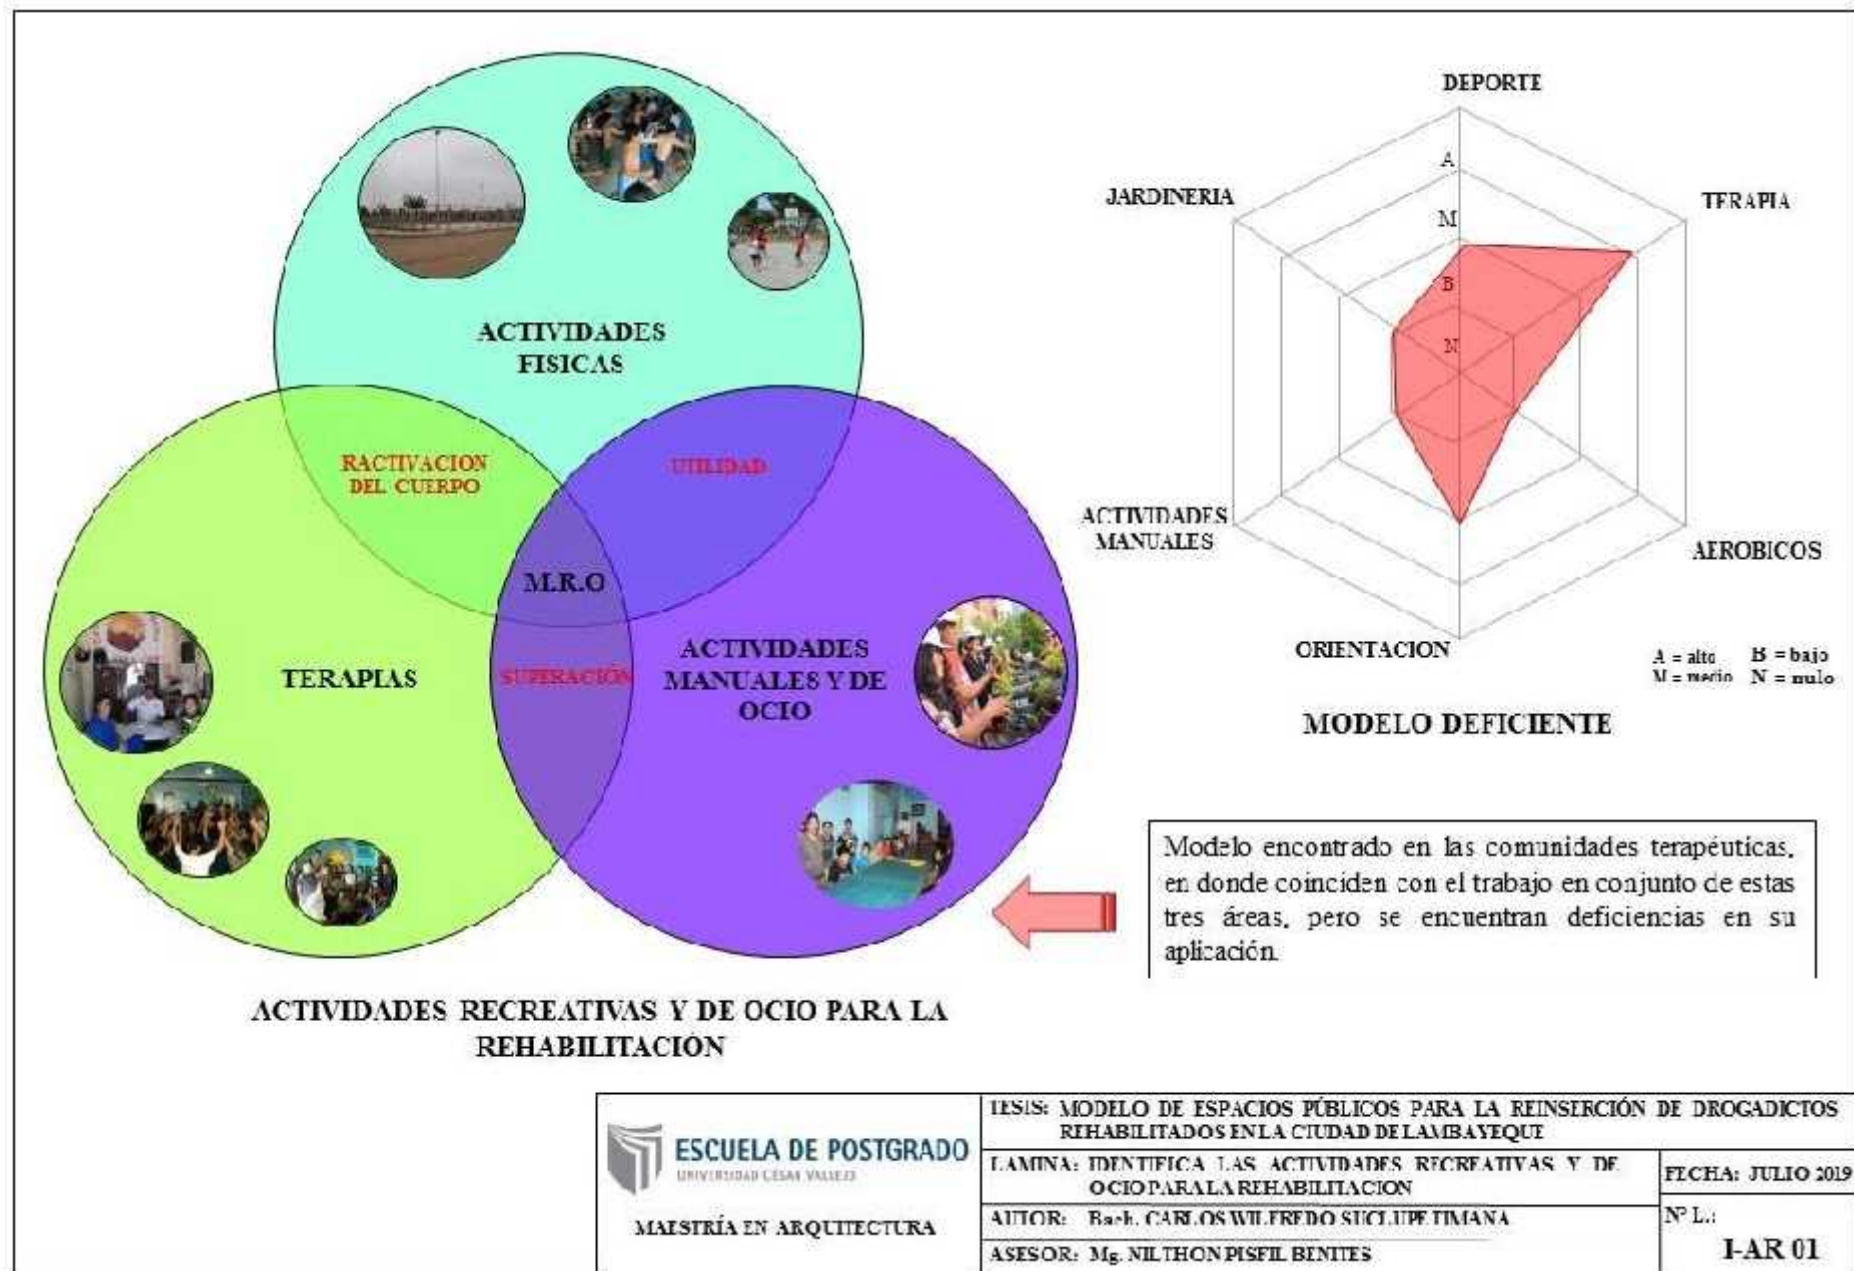 ACTIVIDADES
FISICAS
RACTIVACION
DEL CUERPO
UTILIDAD
M.R.O
TERAPIAS
SUPERACIÓN
ACTIVIDADES
MANUALES Y DE
OCIO
ACTIVIDADES RECREATIVAS Y DE OCIO PARA LA
REHABILITACIÓN
DEPORTE
JARDINERIA
TERAPIA
A
M
B
N
ACTIVIDADES
MANUALES
AEROBICOS
ORIENTACION
A = alto B = bajo
M = medio N = nulo
MODELO DEFICIENTE
Modelo encontrado en las comunidades terapéuticas,
en donde coinciden con el trabajo en conjunto de estas
tres áreas, pero se encuentran deficiencias en su
aplicación.
ESCUELA DE POSTGRADO
UNIVERSIDAD CÉSAR VALLEJO
MAESTRÍA EN ARQUITECTURA
TESIS: MODELO DE ESPACIOS PÚBLICOS PARA LA REINSERCIÓN DE DROGADICTOS
REHABILITADOS EN LA CIUDAD DE LAMBAYEQUE
LAMINA: IDENTIFICA LAS ACTIVIDADES RECREATIVAS Y DE
OCIO PARA LA REHABILITACION
FECHA: JULIO 2019
AUTOR: Bach. CARLOS WILFREDO SUCLUPE TIMANA
ASESOR: Mg. NILTHON PISFIL BENITES
Nº L.:
I-AR 01